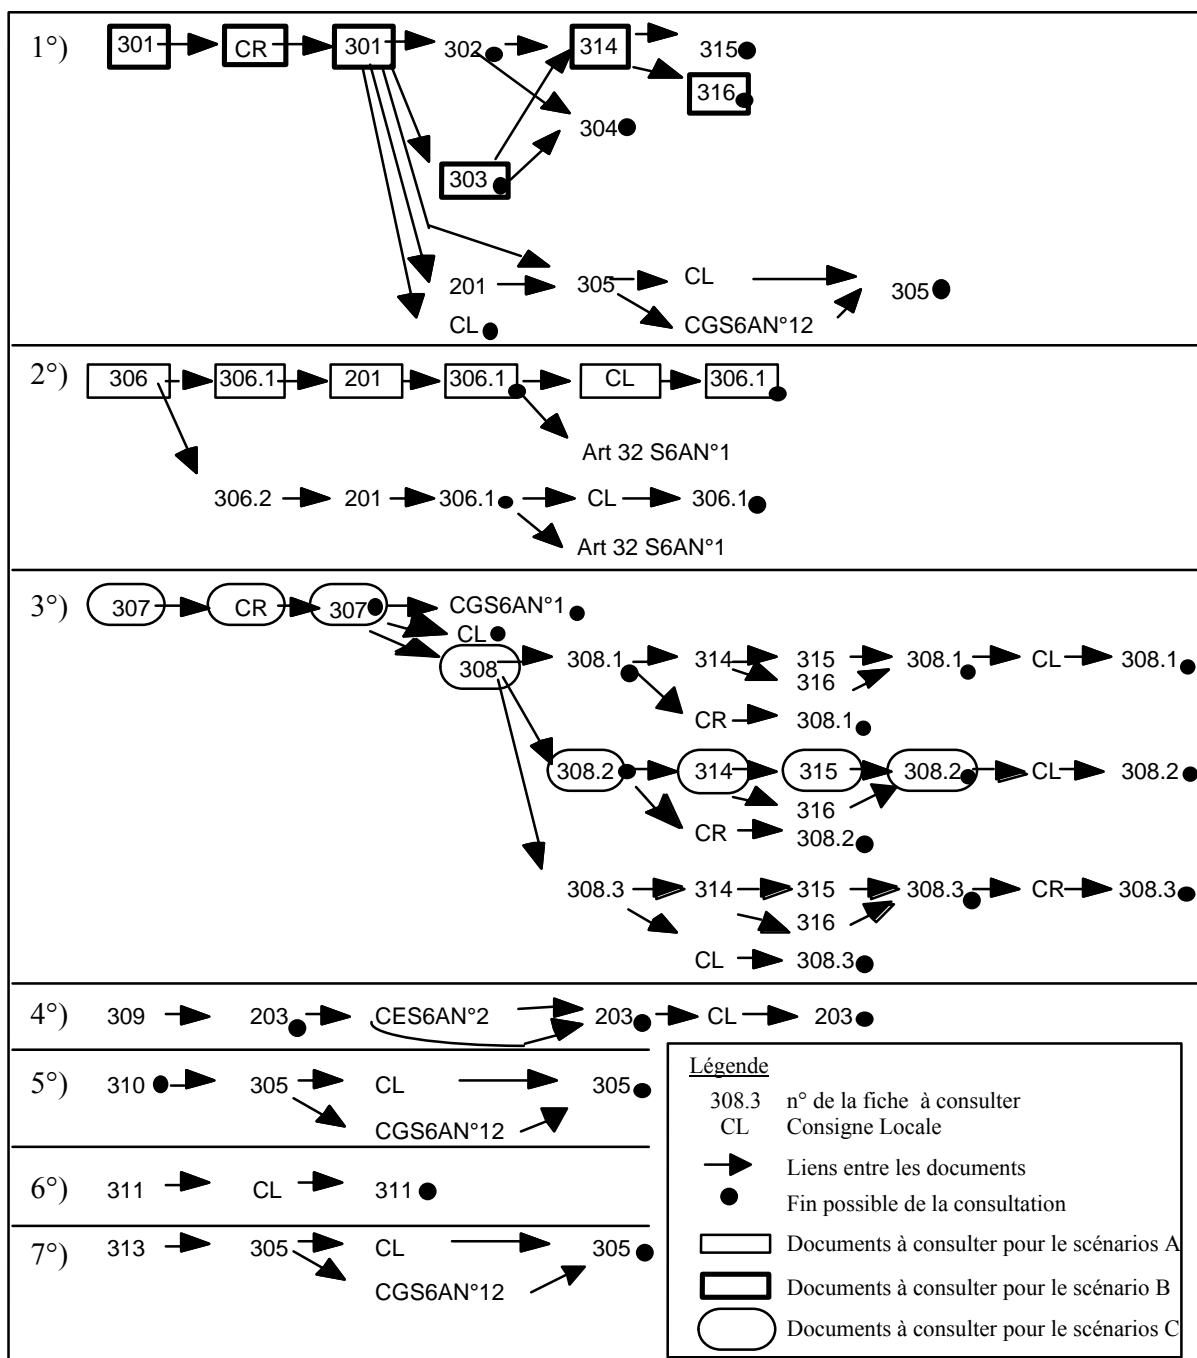 1°) 301 CR 301 302 314 315
316
304
303
201 305 CL 305
CL CGS6AN°12
2°) 306 306.1 201 306.1 CL 306.1
Art 32 S6AN°1
306.2 201 306.1 CL 306.1
Art 32 S6AN°1
3°) 307 CR 307 CGS6AN°1
CL
308 308.1 314 315 308.1 CL 308.1
316
CR 308.1
308.2 314 315 308.2 CL 308.2
316
CR 308.2
308.3 314 315 308.3 CR 308.3
316
CL 308.3
4°) 309 203 CES6AN°2 203 CL 203
5°) 310 305 CL 305
CGS6AN°12
6°) 311 CL 311
7°) 313 305 CL 305
CGS6AN°12
Légende
308.3 n° de la fiche à consulter
CL Consigne Locale
Liens entre les documents
Fin possible de la consultation
Documents à consulter pour le scénarios A
Documents à consulter pour le scénario B
Documents à consulter pour le scénarios C